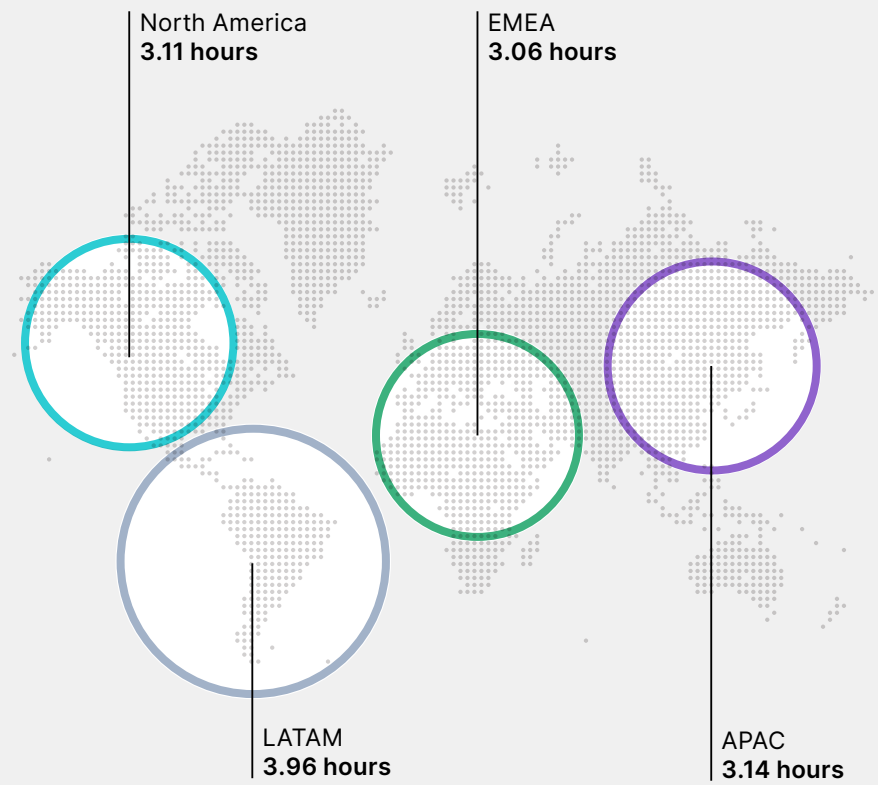 North America
3.11 hours
EMEA
3.06 hours
LATAM
3.96 hours
APAC
3.14 hours